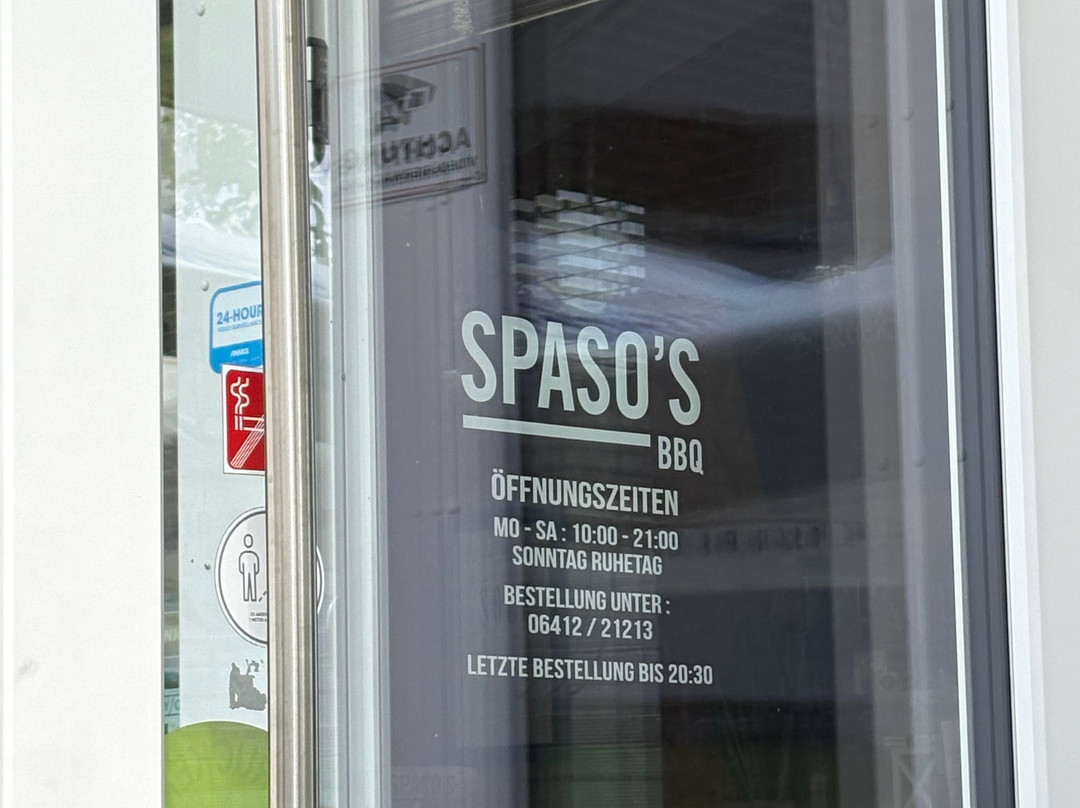 ACHTUNG
24-HOUR
SPASO'S
BBQ
ÖFFNUNGSZEITEN
MO - SA : 10:00 - 21:00
SONNTAG RUHETAG
BESTELLUNG UNTER :
06412 / 21213
LETZTE BESTELLUNG BIS 20:30